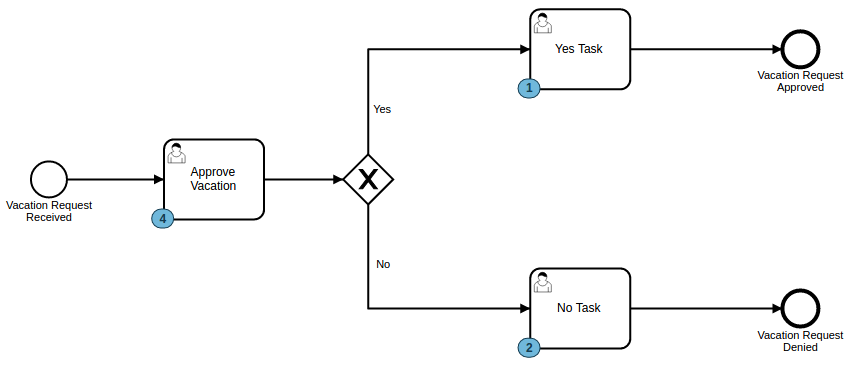 Yes Task
1
Vacation Request
Approved
Yes
Approve
Vacation
4
Vacation Request
Received
X
No
No Task
2
Vacation Request
Denied